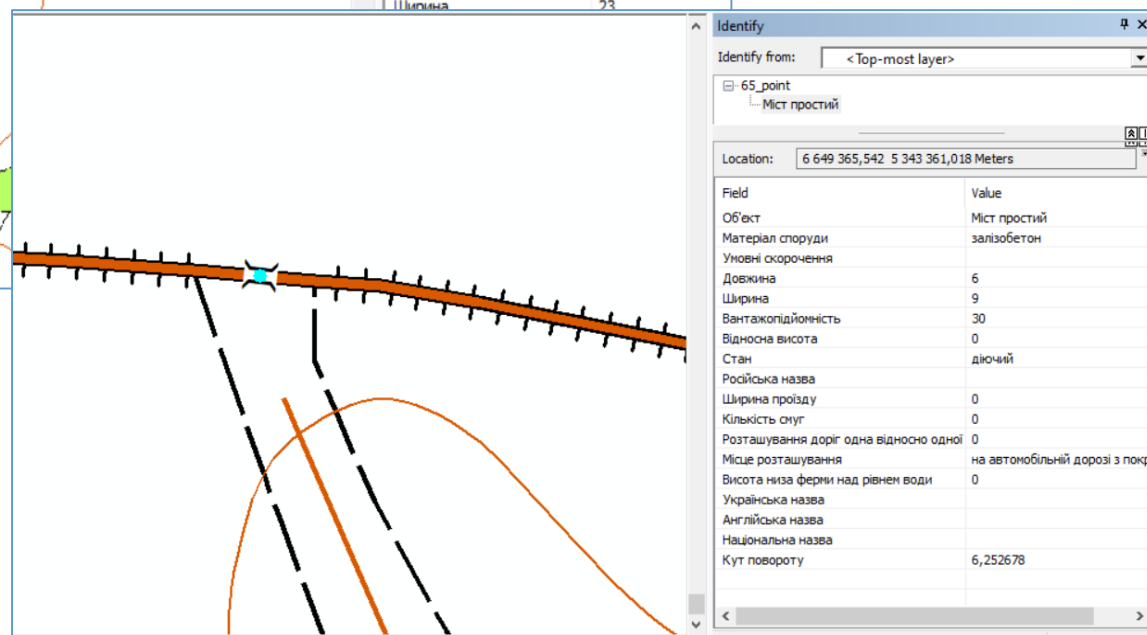 Ширина 23
Identify
Identify from: <Top-most layer>
65_point
Міст простий
Location: 6 649 365,542 5 343 361,018 Meters
Field Value
Об'єкт Міст простий
Матеріал споруди залізобетон
Умовні скорочення
Довжина 6
Ширина 9
Вантажопідйомність 30
Відносна висота 0
Стан діючий
Російська назва
Ширина проїзду 0
Кількість смуг 0
Розташування доріг одна відносно одної 0
Місце розташування на автомобільній дорозі з покр
Висота низа ферми над рівнем води 0
Українська назва
Англійська назва
Національна назва
Кут повороту 6,252678
7